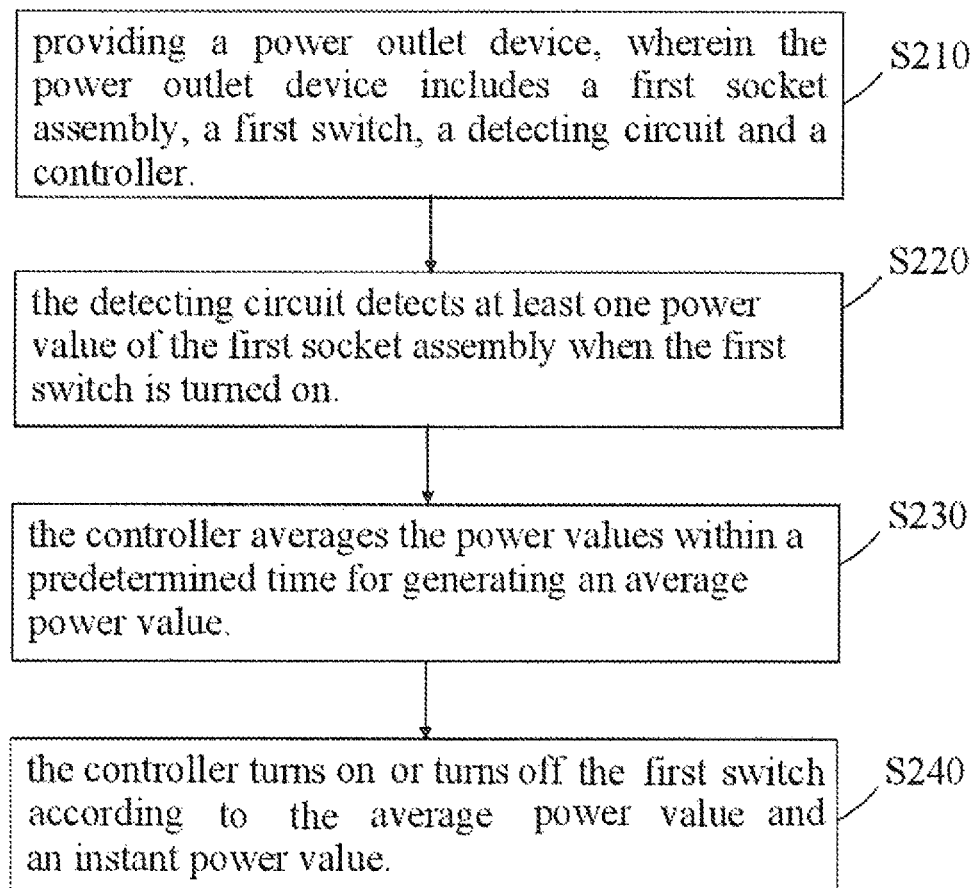 providing a power outlet device, wherein the
power outlet device includes a first socket
assembly, a first switch, a detecting circuit and a
controller.
S210
the detecting circuit detects at least one power
value of the first socket assembly when the first
switch is turned on.
S220
the controller averages the power values within a
predetermined time for generating an average
power value.
S230
the controller turns on or turns off the first switch
according to the average power value and
an instant power value.
S240